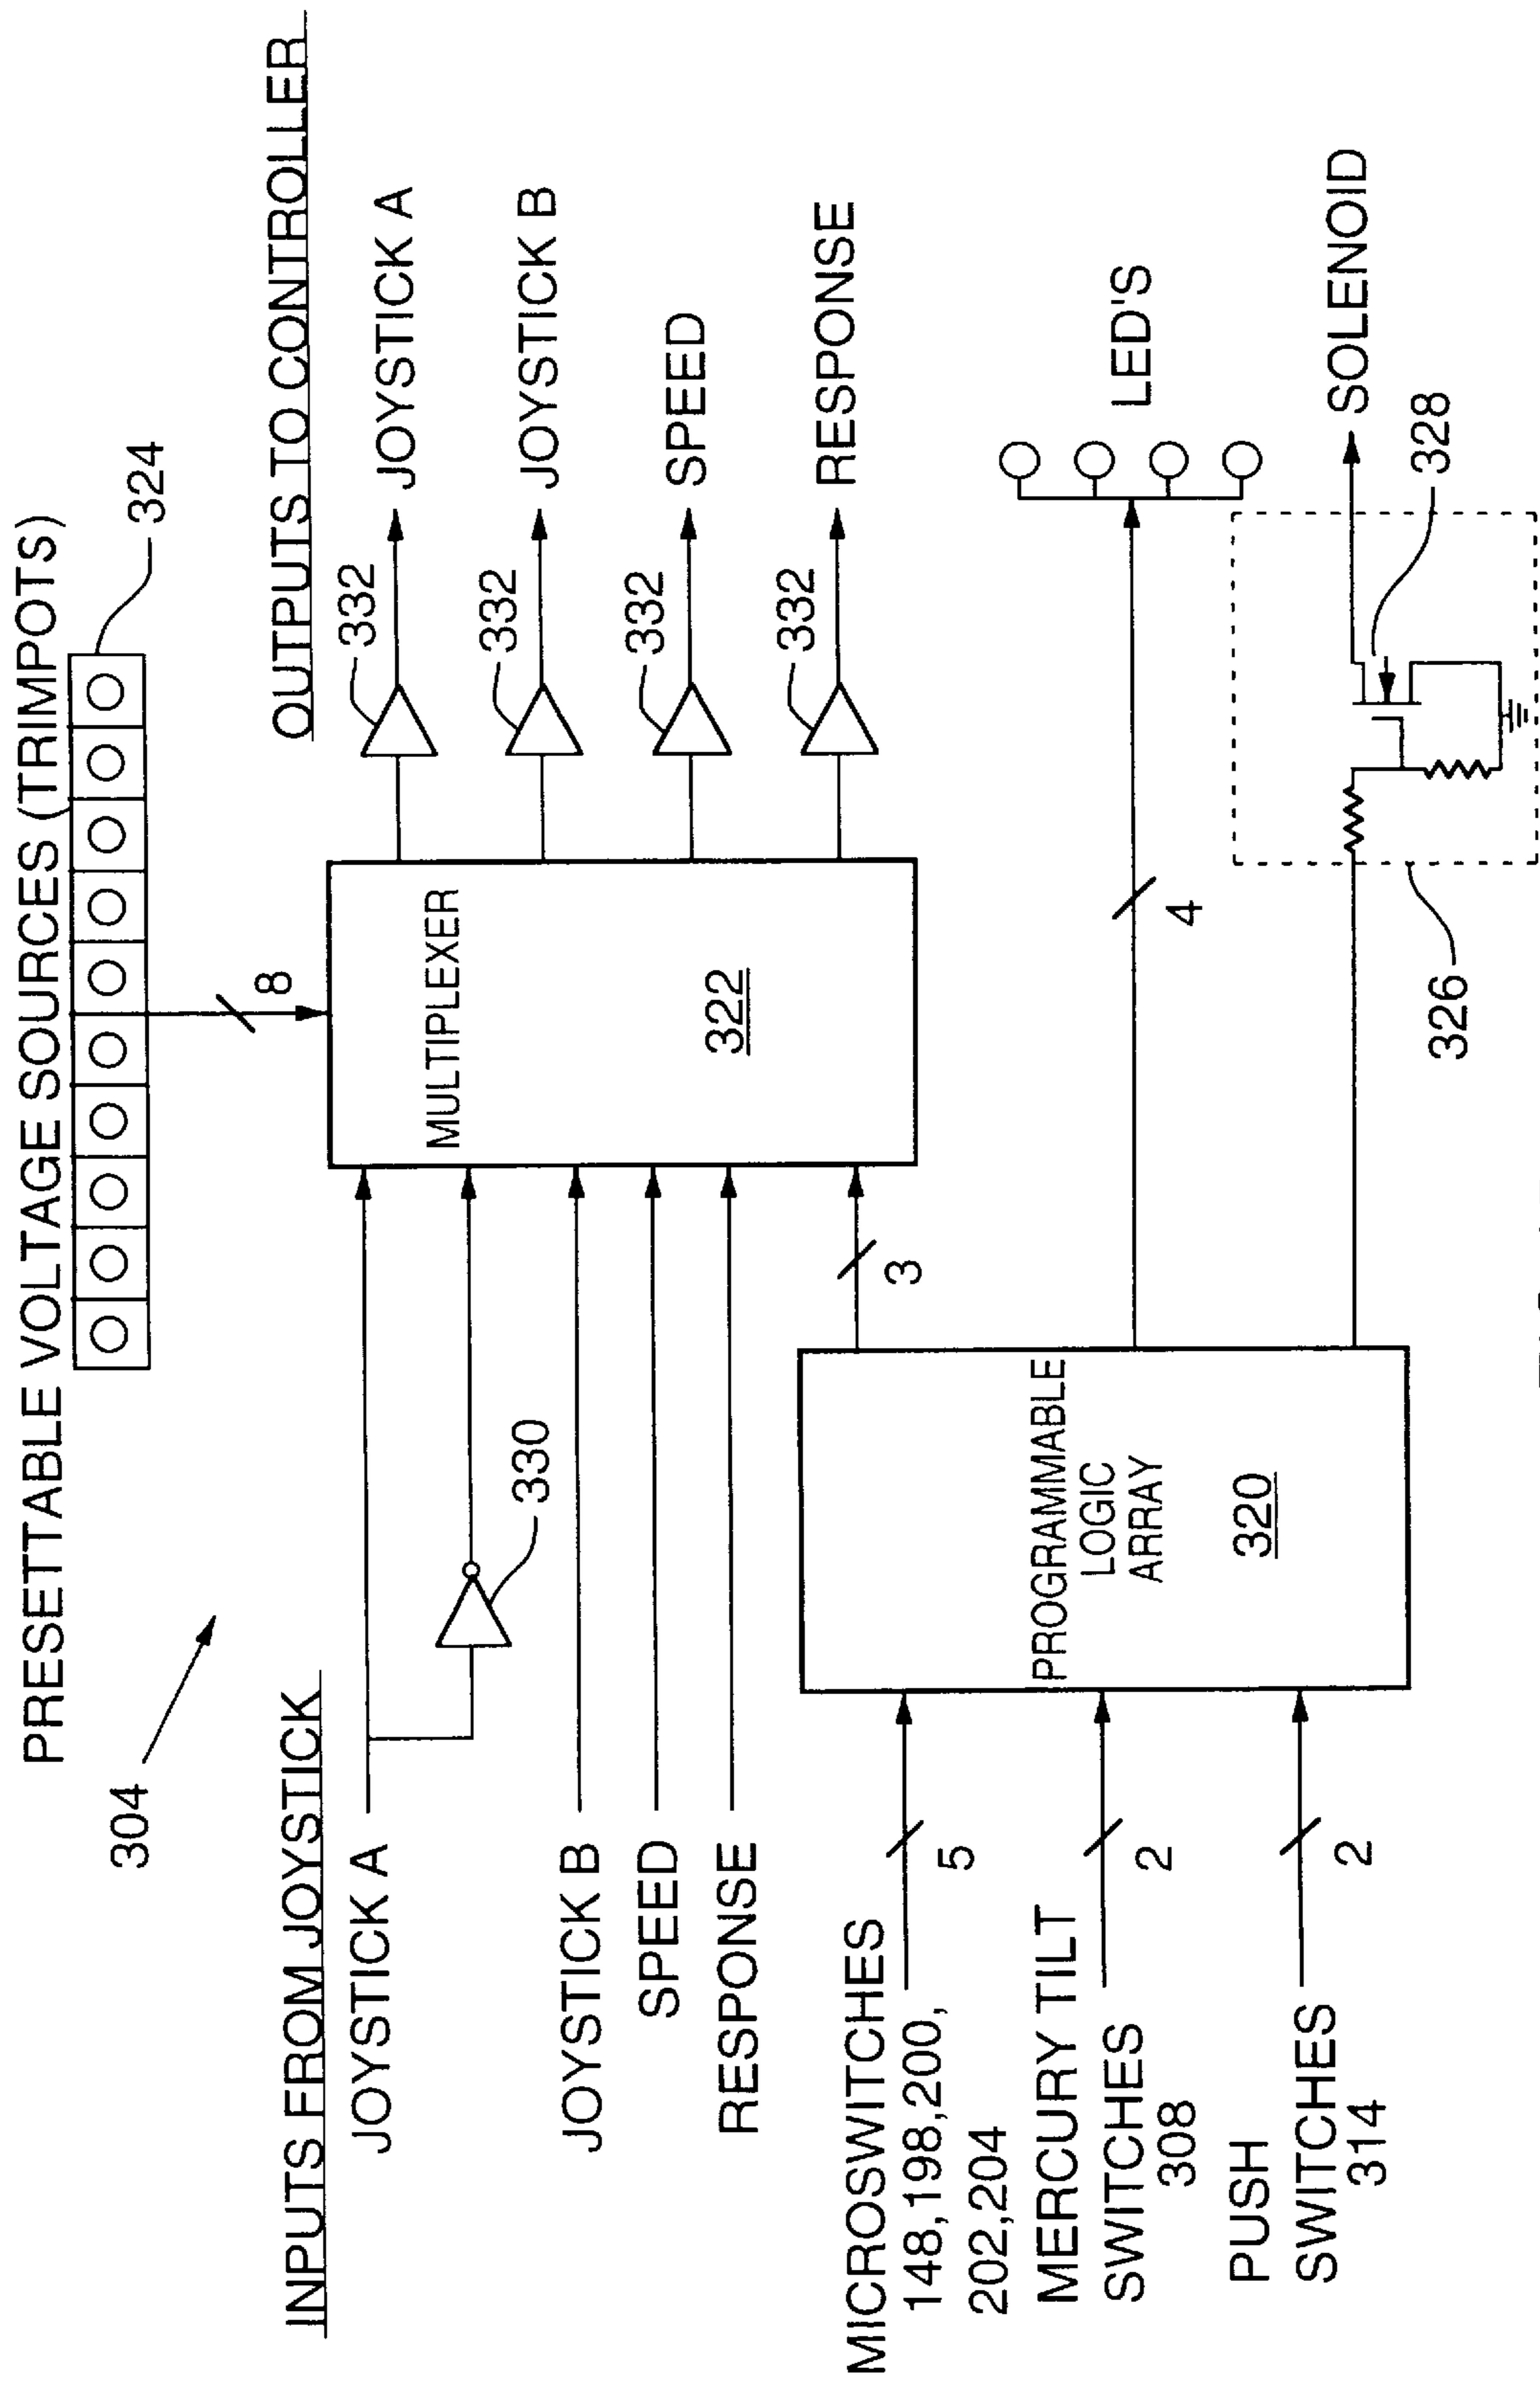 PRESETTABLE VOLTAGE SOURCES (TRIMPOTS)
324
304
INPUTS FROM JOYSTICK
OUTPUTS TO CONTROLLER
8
JOYSTICK A
330
332
JOYSTICK A
JOYSTICK B
332
JOYSTICK B
SPEED
332
SPEED
RESPONSE
332
RESPONSE
MULTIPLEXER
322
3
MICROSWITCHES
148,198,200,
202,204
5
MERCURY TILT
SWITCHES
308
2
PUSH
SWITCHES
314
2
PROGRAMMABLE
LOGIC
ARRAY
320
4
LED'S
SOLENOID
328
326